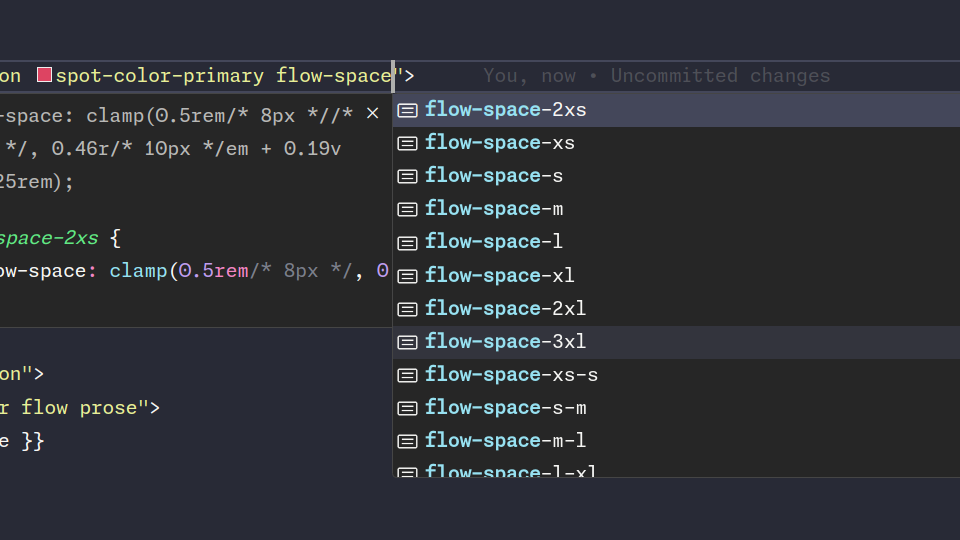 on spot-color-primary flow-space"> You, now • Uncommitted changes
-space: clamp(0.5rem/* 8px *//*
*/, 0.46r/* 10px */em + 0.19v
25rem);
space-2xs {
ow-space: clamp(0.5rem/* 8px */, 0
on">
r flow prose">
e }}
flow-space-2xs
flow-space-xs
flow-space-s
flow-space-m
flow-space-l
flow-space-xl
flow-space-2xl
flow-space-3xl
flow-space-xs-s
flow-space-s-m
flow-space-m-l
flow-space-l-xl